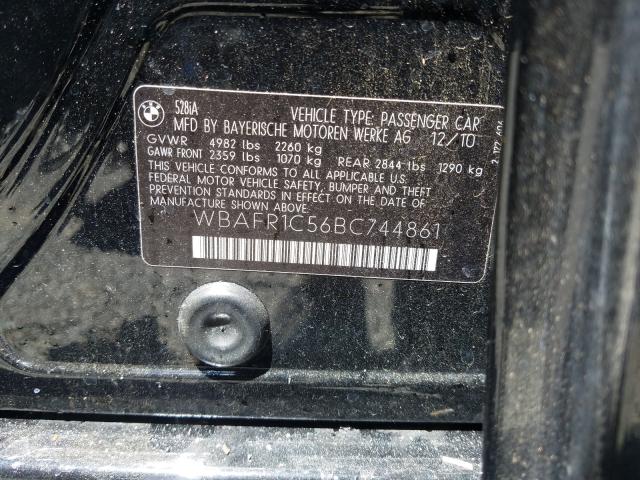 BMW
528iA
VEHICLE TYPE: PASSENGER CAR
MFD BY BAYERISCHE MOTOREN WERKE AG 12/10
GVWR 4982 lbs 2260 kg
GAWR FRONT 2359 lbs 1070 kg REAR 2844 lbs 1290 kg
THIS VEHICLE CONFORMS TO ALL APPLICABLE U.S.
FEDERAL MOTOR VEHICLE SAFETY, BUMPER AND THEFT
PREVENTION STANDARDS IN EFFECT ON THE DATE OF
MANUFACTURE SHOWN ABOVE.
WBAFR1C56BC744861